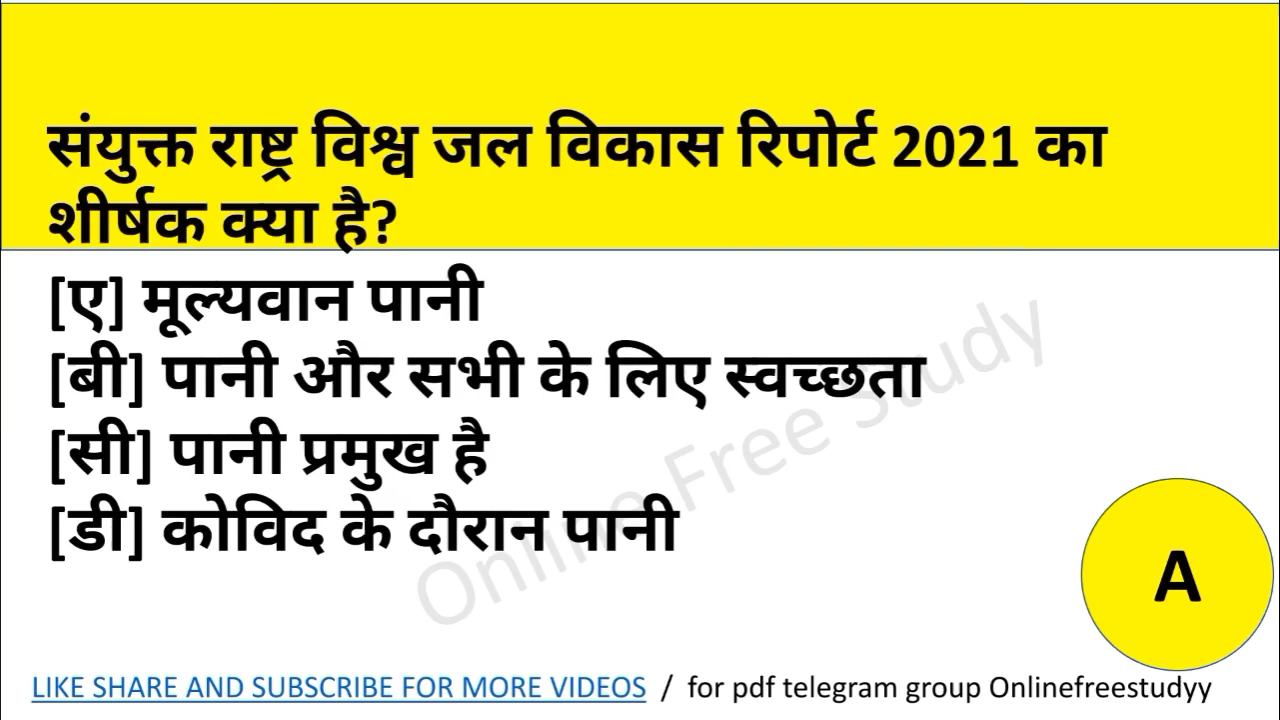 संयुक्त राष्ट्र विश्व जल विकास रिपोर्ट 2021 का
शीर्षक क्या है?
[ए] मूल्यवान पानी
[बी] पानी और सभी के लिए स्वच्छता
[सी] पानी प्रमुख है
[डी] कोविद के दौरान पानी
Online Free Study
A
LIKE SHARE AND SUBSCRIBE FOR MORE VIDEOS / for pdf telegram group Onlinefreestudyy